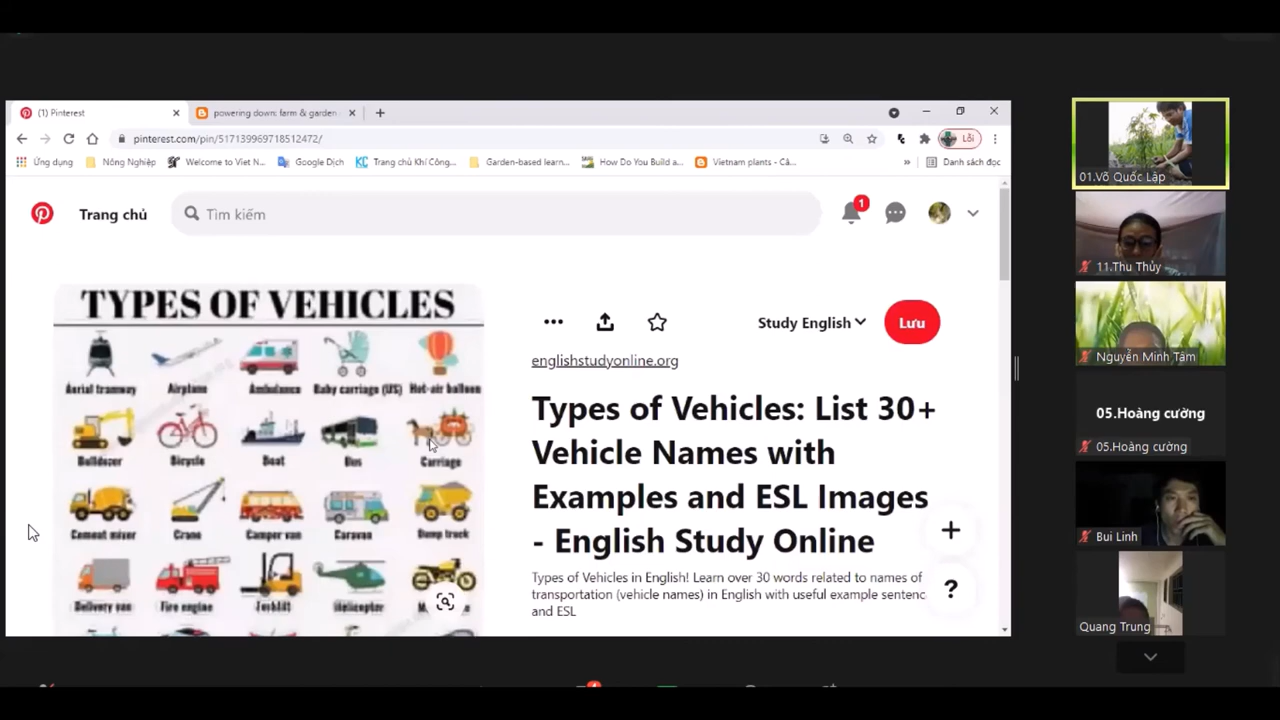 (1) Pinterest
powering down: farm & garden
pinterest.com/pin/517139969718512472/
Lỗi
Ứng dụng
Nông Nghiệp
Welcome to Viet N...
Google Dịch
Trang chủ Khí Công...
Garden-based learn...
How Do You Build a...
Vietnam plants - Câ...
Danh sách đọc
Trang chủ
Tìm kiếm
1
TYPES OF VEHICLES
Aerial tramway
Airplane
Ambulance
Baby carriage (US)
Hot-air balloon
Bulldozer
Bicycle
Boat
Bus
Carriage
Cement mixer
Crane
Camper van
Caravan
Dump truck
Delivery van
Fire engine
Forklift
Helicopter
Study English
Lưu
englishstudyonline.org
Types of Vehicles: List 30+
Vehicle Names with
Examples and ESL Images
- English Study Online
Types of Vehicles in English! Learn over 30 words related to names of
transportation (vehicle names) in English with useful example sentenc
and ESL
01.Võ Quốc Lập
11.Thu Thủy
Nguyễn Minh Tâm
05.Hoàng cường
05.Hoàng cường
Bui Linh
Quang Trung